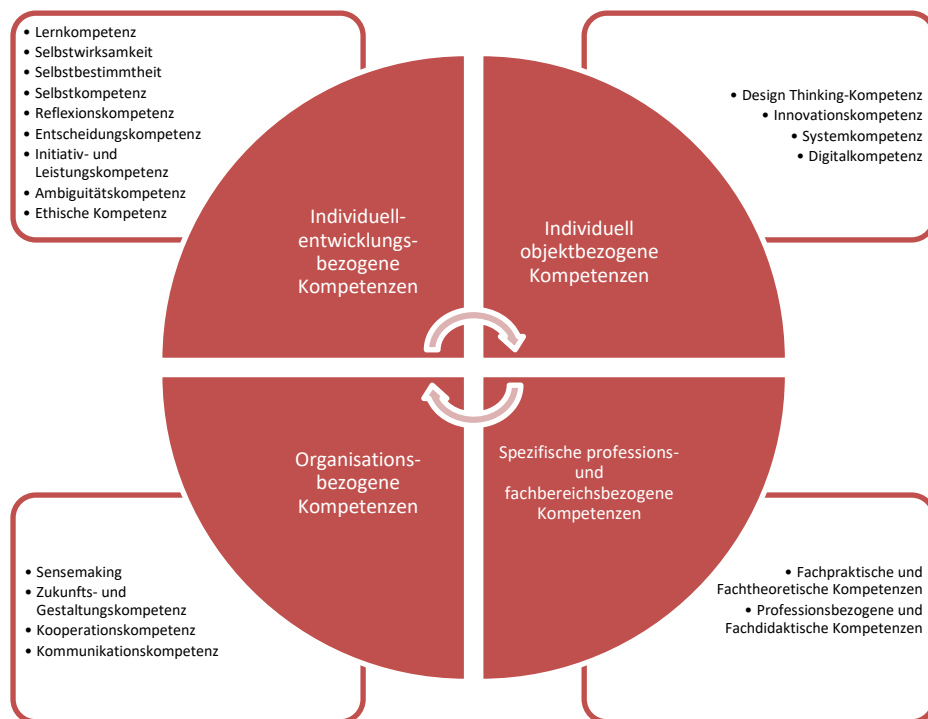 • Lernkompetenz
• Selbstwirksamkeit
• Selbstbestimmtheit
• Selbstkompetenz
• Reflexionskompetenz
• Entscheidungskompetenz
• Initiativ- und
Leistungskompetenz
• Ambiguitätskompetenz
• Ethische Kompetenz
• Design Thinking-Kompetenz
• Innovationskompetenz
• Systemkompetenz
• Digitalkompetenz
Individuell-
entwicklungs-
bezogene
Kompetenzen
Individuell
objektbezogene
Kompetenzen
Organisations-
bezogene
Kompetenzen
Spezifische professions-
und
fachbereichsbezogene
Kompetenzen
• Sensemaking
• Zukunfts- und
Gestaltungskompetenz
• Kooperationskompetenz
• Kommunikationskompetenz
• Fachpraktische und
Fachtheoretische Kompetenzen
• Professionsbezogene und
Fachdidaktische Kompetenzen